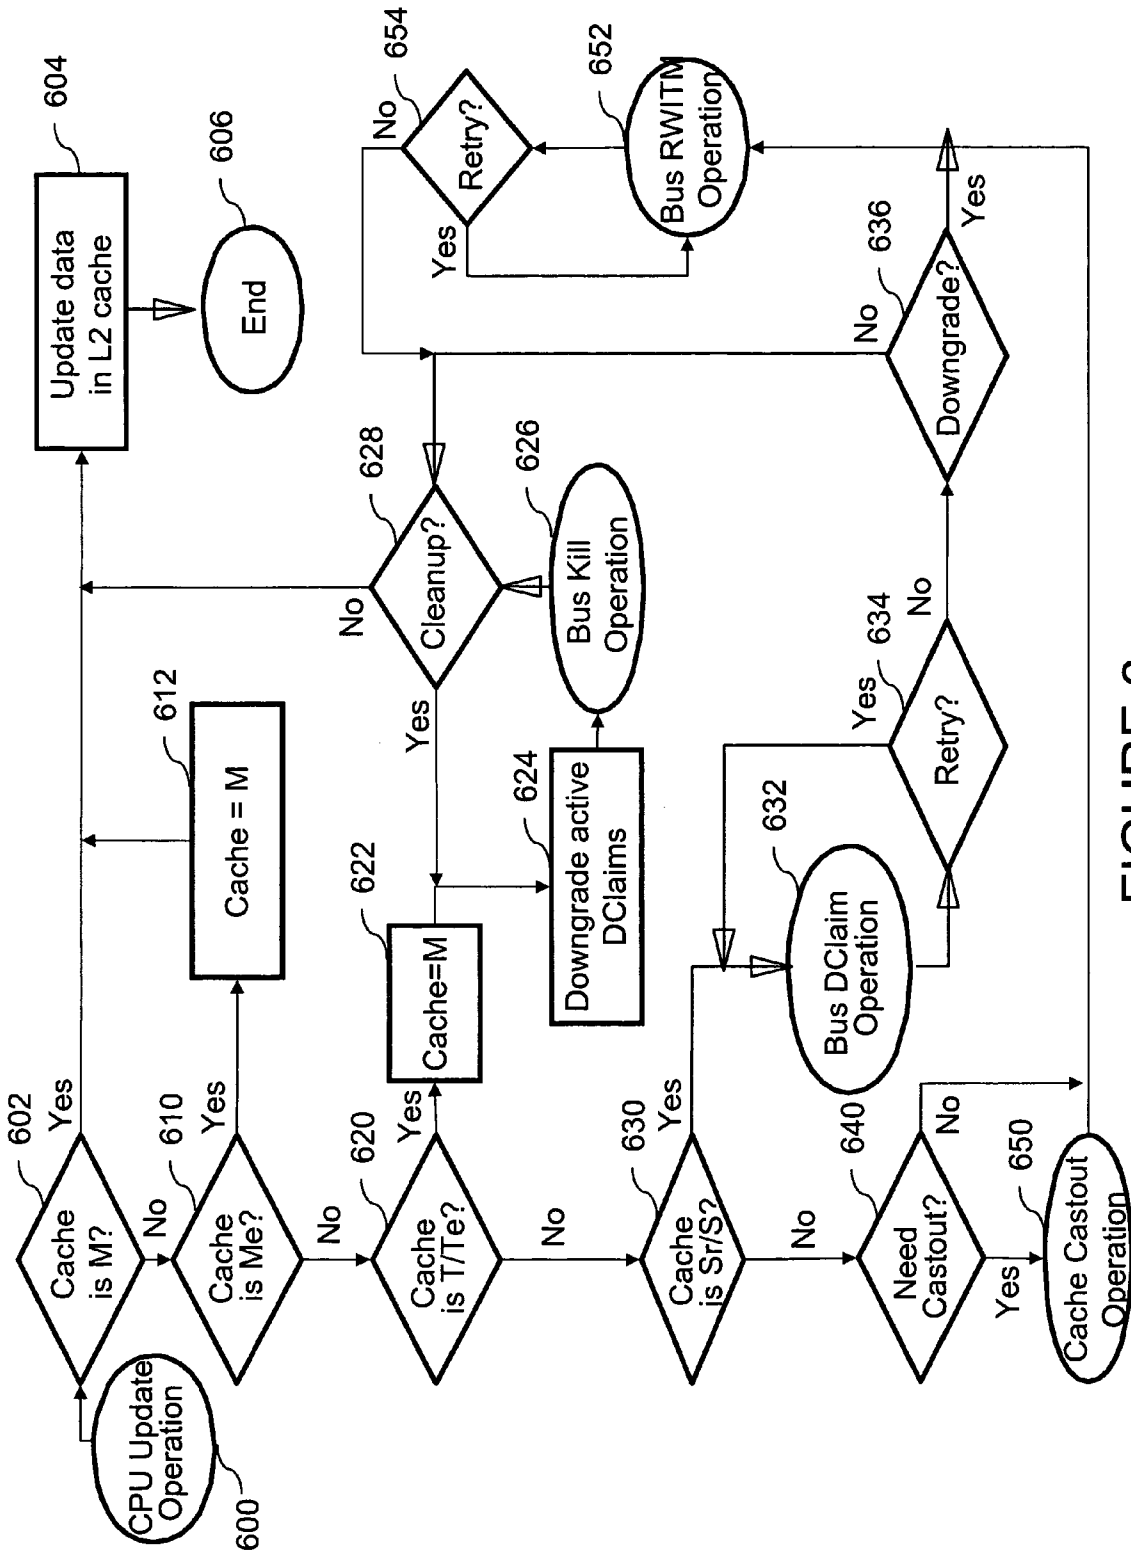 CPU Update
Operation
600
Cache
is M?
602
Yes
No
Update data
in L2 cache
604
End
606
Cache
is Me?
610
Yes
No
Cache = M
612
Cache
is T/Te?
620
Yes
No
Cache=M
622
Downgrade active
DClaims
624
Bus Kill
Operation
626
Cleanup?
628
Yes
No
Cache
is Sr/S?
630
Yes
No
Bus DClaim
Operation
632
Retry?
634
Yes
No
Downgrade?
636
No
Yes
Need
Castout?
640
No
Yes
Cache Castout
Operation
650
Bus RWITM
Operation
652
Retry?
654
Yes
No
FIGURE